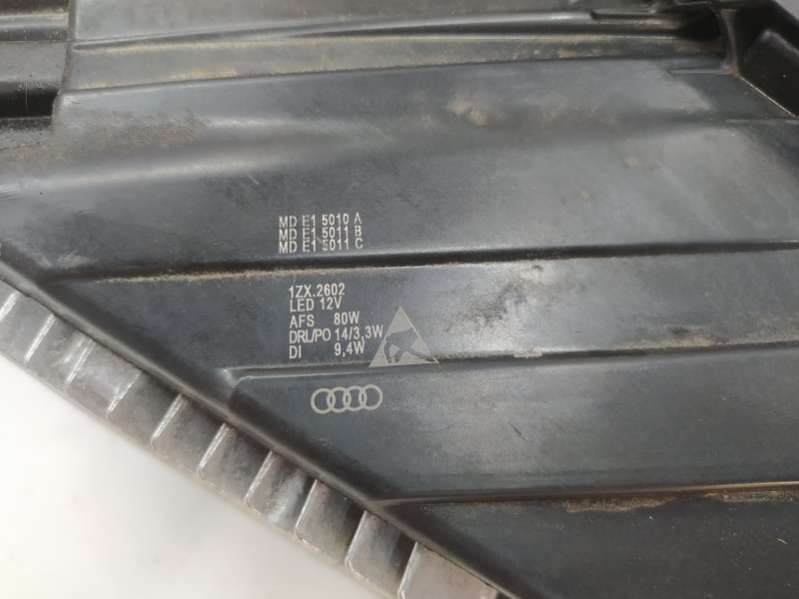 MD E1 5010 A
MD E1 5011 B
MD E1 5011 C
1ZX.2602
LED 12V
AFS 80W
DRL/PO 14/3,3W
DI 9,4W